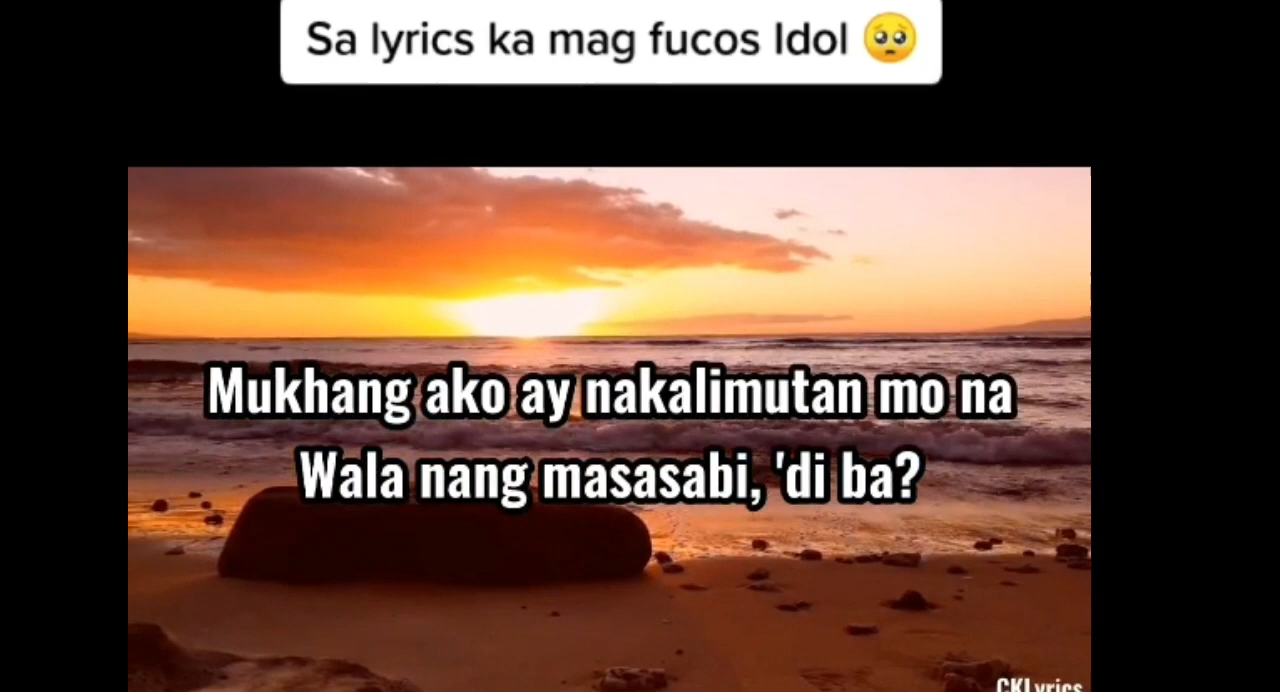 Sa lyrics ka mag fucos Idol 🥺
Mukhang ako ay nakalimutan mo na
Wala nang masasabi, 'di ba?
CKLyrics